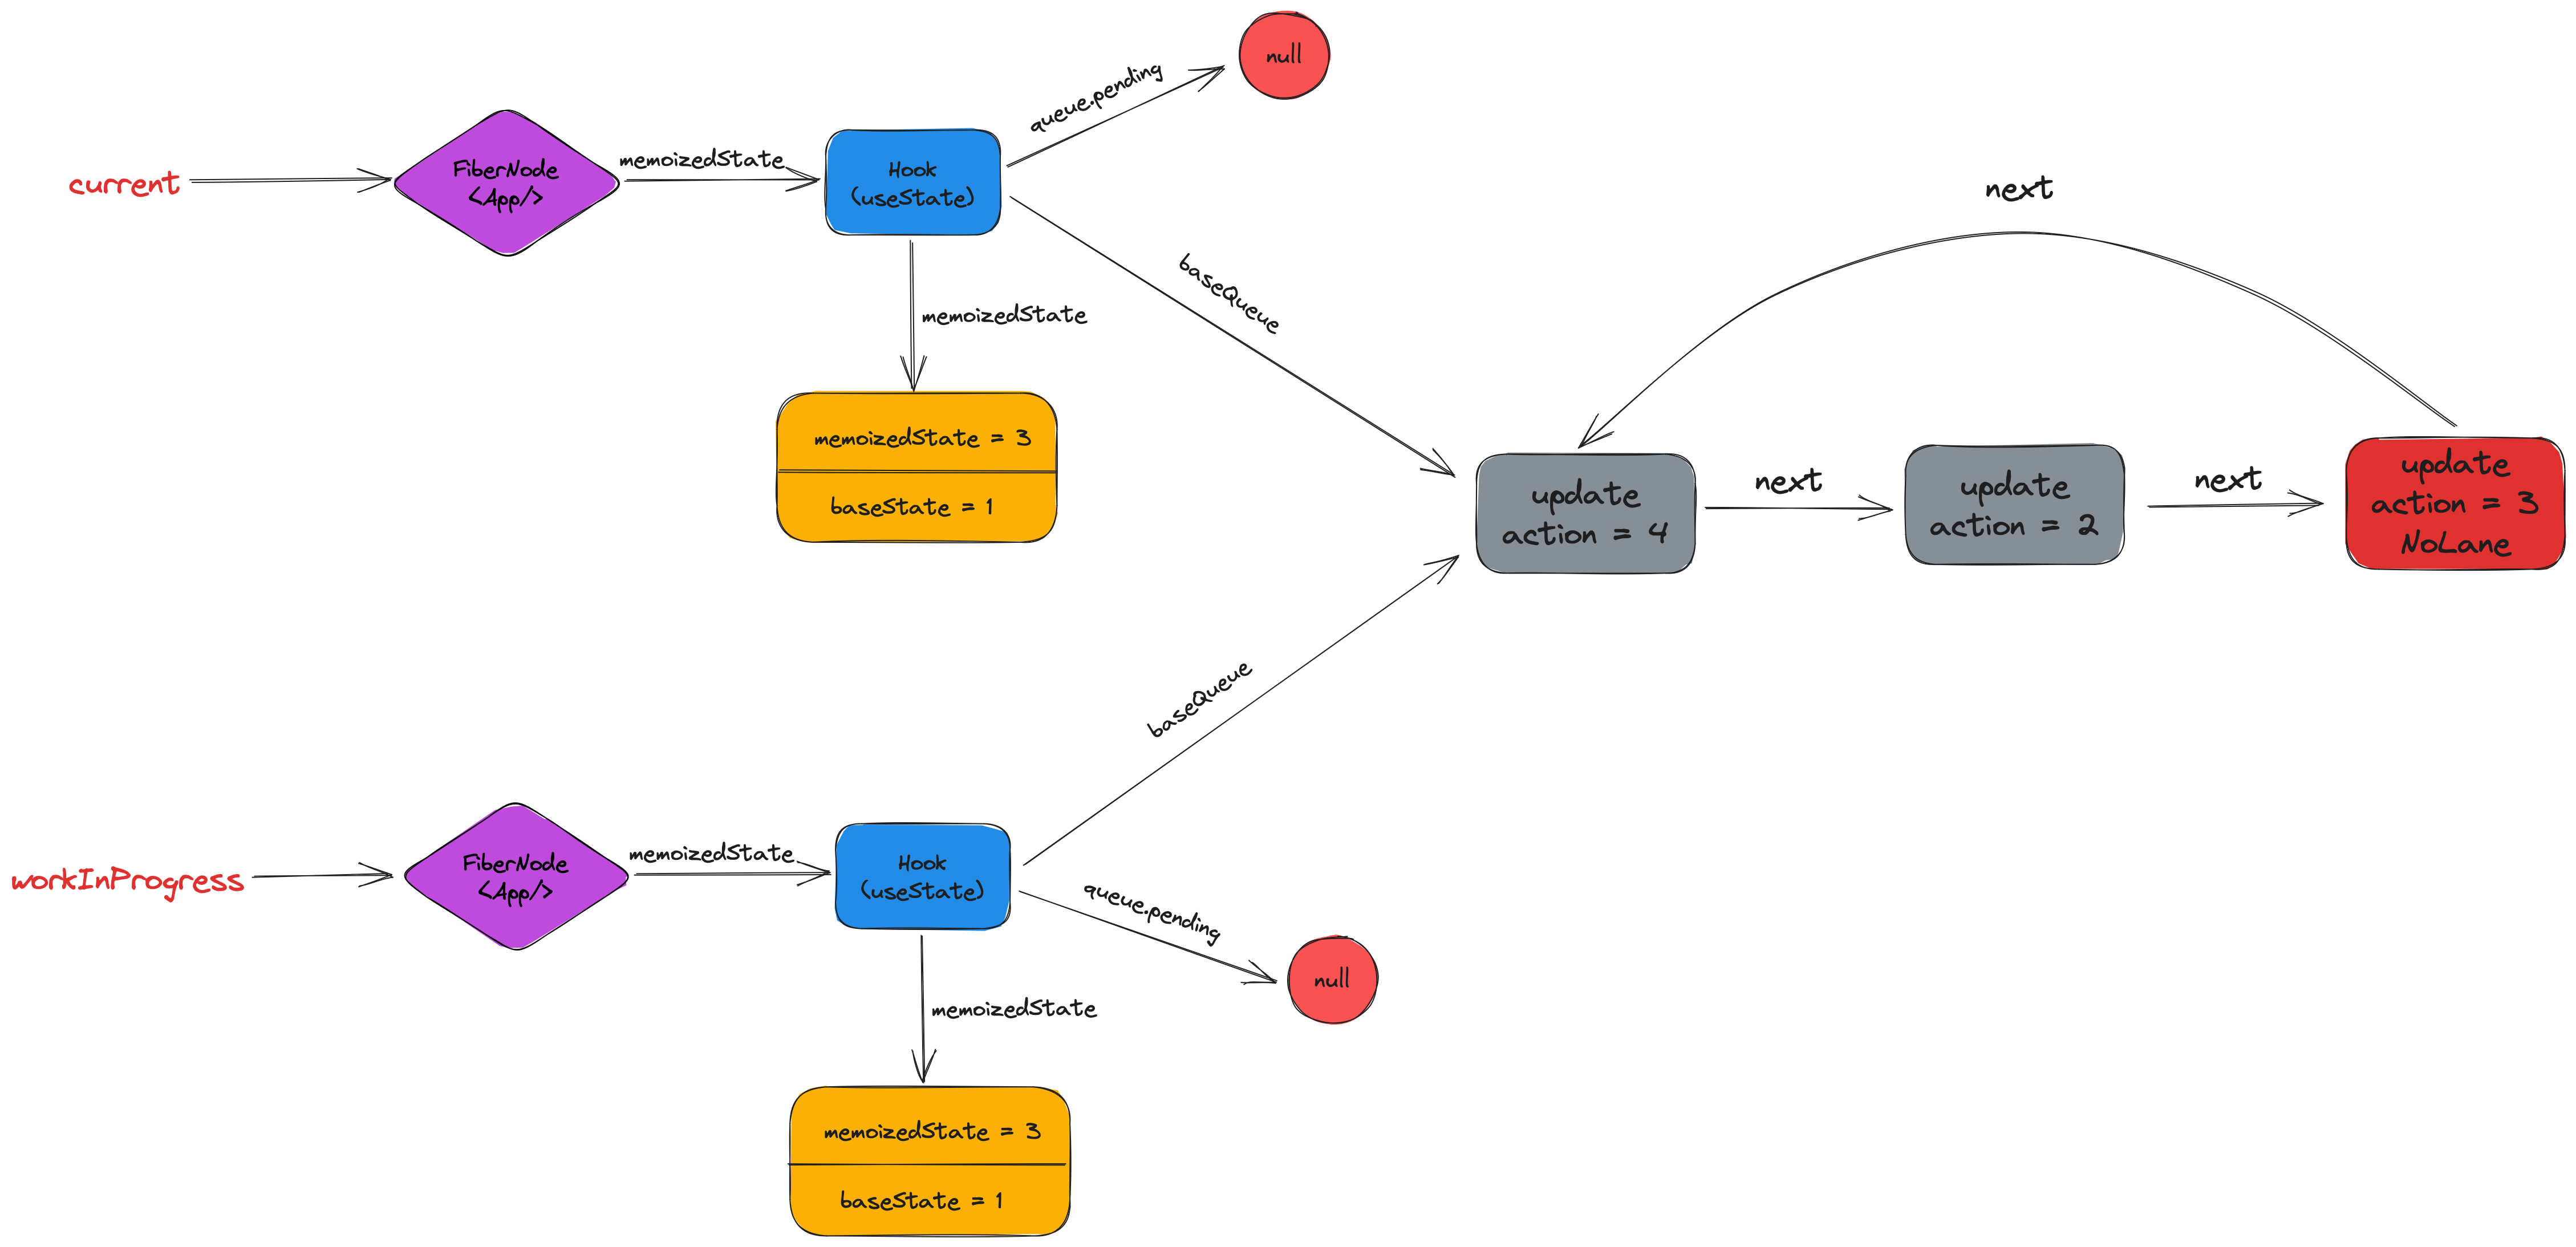 null
queue.pending
current
FiberNode
<App/>
memoizedState
Hook
(useState)
next
baseQueue
memoizedState
memoizedState = 3
baseState = 1
update
action = 4
next
update
action = 2
next
update
action = 3
NoLane
baseQueue
workInProgress
FiberNode
<App/>
memoizedState
Hook
(useState)
queue.pending
null
memoizedState
memoizedState = 3
baseState = 1